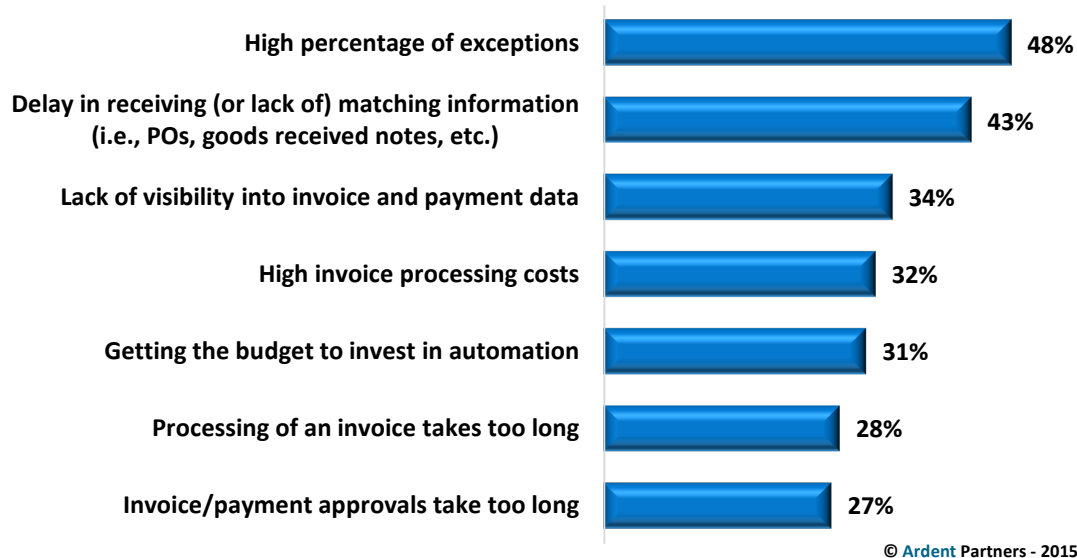 High percentage of exceptions
48%
Delay in receiving (or lack of) matching information
(i.e., POs, goods received notes, etc.)
43%
Lack of visibility into invoice and payment data
34%
High invoice processing costs
32%
Getting the budget to invest in automation
31%
Processing of an invoice takes too long
28%
Invoice/payment approvals take too long
27%
© Ardent Partners - 2015